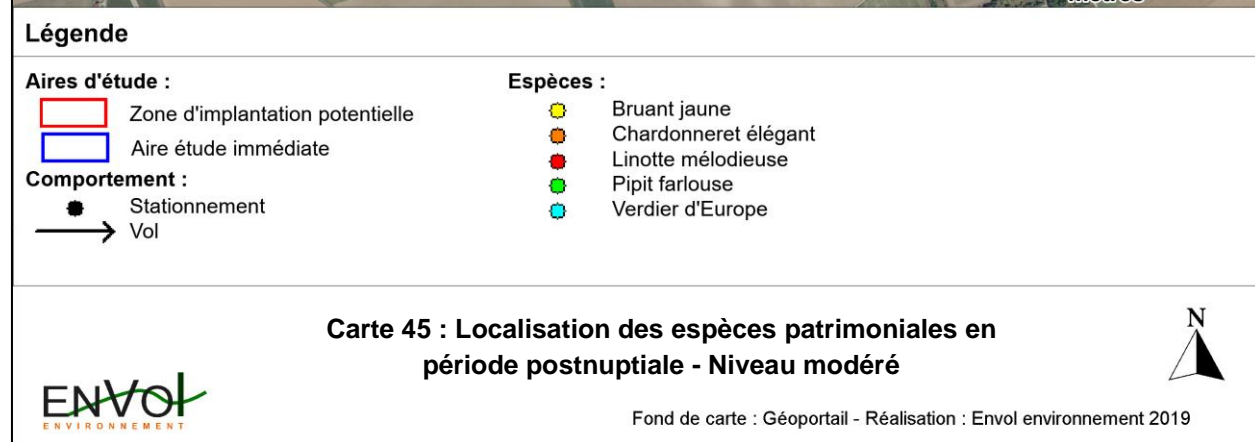 Légende
Aires d'étude :
Zone d'implantation potentielle
Aire étude immédiate
Comportement :
Stationnement
Vol
Espèces :
Bruant jaune
Chardonneret élégant
Linotte mélodieuse
Pipit farlouse
Verdier d'Europe
Carte 45 : Localisation des espèces patrimoniales en
période postnuptiale - Niveau modéré
N
ENVOL
ENVIRONNEMENT
Fond de carte : Géoportail - Réalisation : Envol environnement 2019